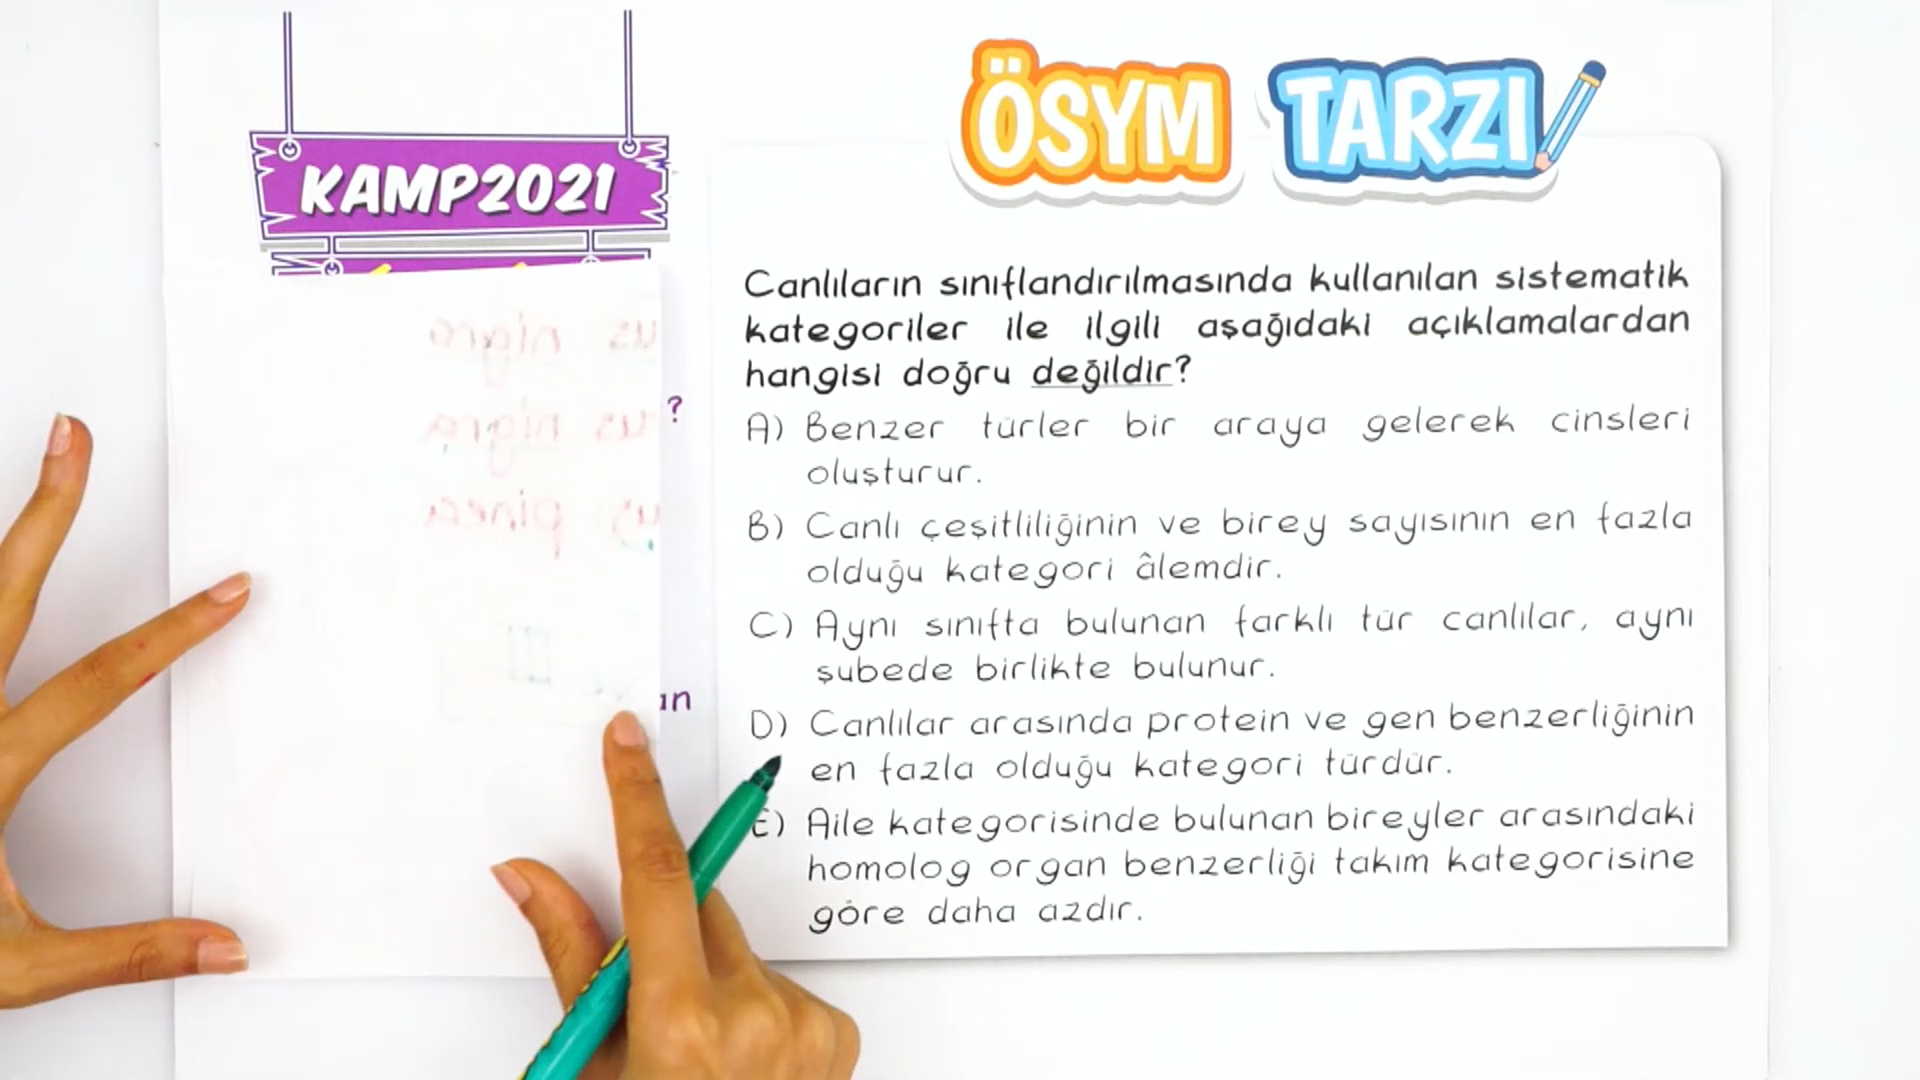 KAMP2021
ÖSYM TARZI
?
an
Canlıların sınıflandırılmasında kullanılan sistematik
kategoriler ile ilgili aşağıdaki açıklamalardan
hangisi doğru değildir?
A) Benzer türler bir araya gelerek cinsleri
oluşturur.
B) Canlı çeşitliliğinin ve birey sayısının en fazla
olduğu kategori âlemdir.
C) Aynı sınıfta bulunan farklı tür canlılar, aynı
şubede birlikte bulunur.
D) Canlılar arasında protein ve gen benzerliğinin
en fazla olduğu kategori türdür.
E) Aile kategorisinde bulunan bireyler arasındaki
homolog organ benzerliği takım kategorisine
göre daha azdır.